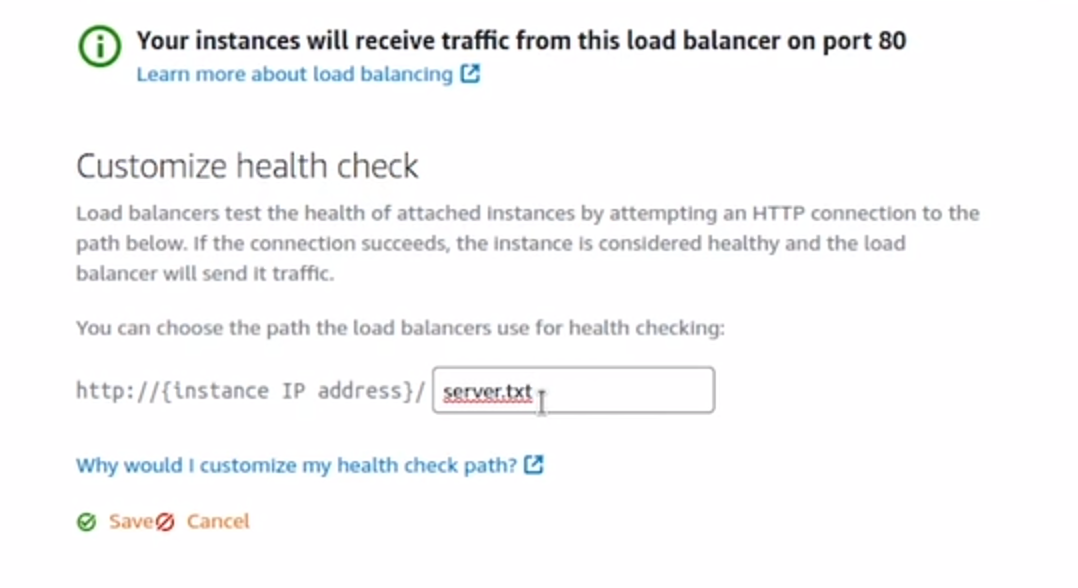 Your instances will receive traffic from this load balancer on port 80
Learn more about load balancing
Customize health check
Load balancers test the health of attached instances by attempting an HTTP connection to the
path below. If the connection succeeds, the instance is considered healthy and the load
balancer will send it traffic.
You can choose the path the load balancers use for health checking:
http://{instance IP address}/ server.txt
Why would I customize my health check path?
Save Cancel